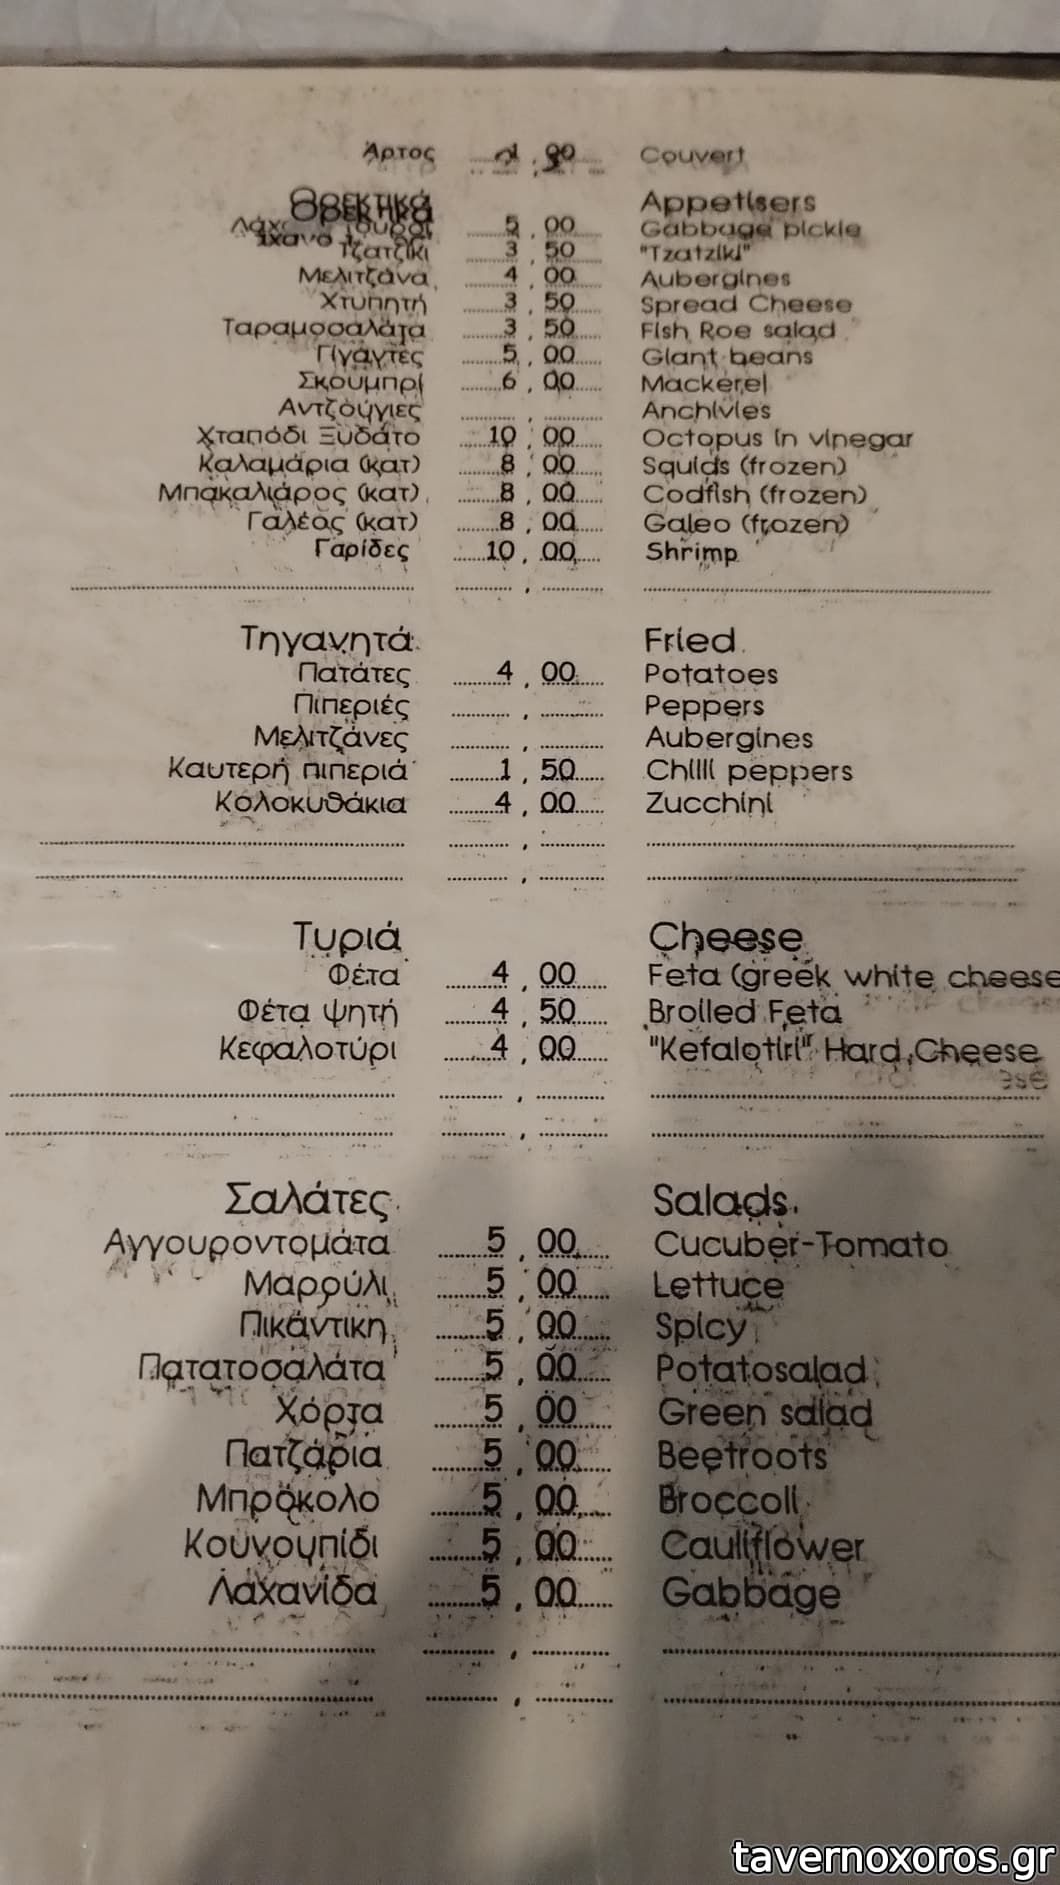 Άρτος Couvert
Ορεκτικά Appetisers
5,00 Gabbage pickle
Τζατζίκι 3,50 "Tzatziki"
Μελιτζάνα 4,00 Aubergines
Χτυπητή 3,50 Spread Cheese
Ταραμοσαλάτα 3,50 Fish Roe salad
Γίγαντες 5,00 Giant beans
Σκουμπρί 6,00 Mackerel
Αντζούγιες ........,........ Anchivies
Χταπόδι Ξυδάτο 10,00 Octopus in vinegar
Καλαμάρια (κατ) 8,00 Squids (frozen)
Μπακαλιάρος (κατ) 8,00 Codfish (frozen)
Γαλέος (κατ) 8,00 Galeo (frozen)
Γαρίδες 10,00 Shrimp
Τηγανητά Fried
Πατάτες 4,00 Potatoes
Πιπεριές ........,........ Peppers
Μελιτζάνες ........,........ Aubergines
Καυτερή πιπεριά 1,50 Chilli peppers
Κολοκυθάκια 4,00 Zucchini
Τυριά Cheese
Φέτα 4,00 Feta (greek white cheese
Φέτα ψητή 4,50 Broiled Feta
Κεφαλοτύρι 4,00 "Kefalotiri" Hard Cheese
Σαλάτες Salads
Αγγουροντομάτα 5,00 Cucuber-Tomato
Μαρούλι 5,00 Lettuce
Πικάντικη 5,00 Spicy
Πατατοσαλάτα 5,00 Potatosalad
Χόρτα 5,00 Green salad
Πατζάρια 5,00 Beetroots
Μπρόκολο 5,00 Broccoli
Κουνουπίδι 5,00 Cauliflower
Λαχανίδα 5,00 Gabbage
tavernoxoros.gr